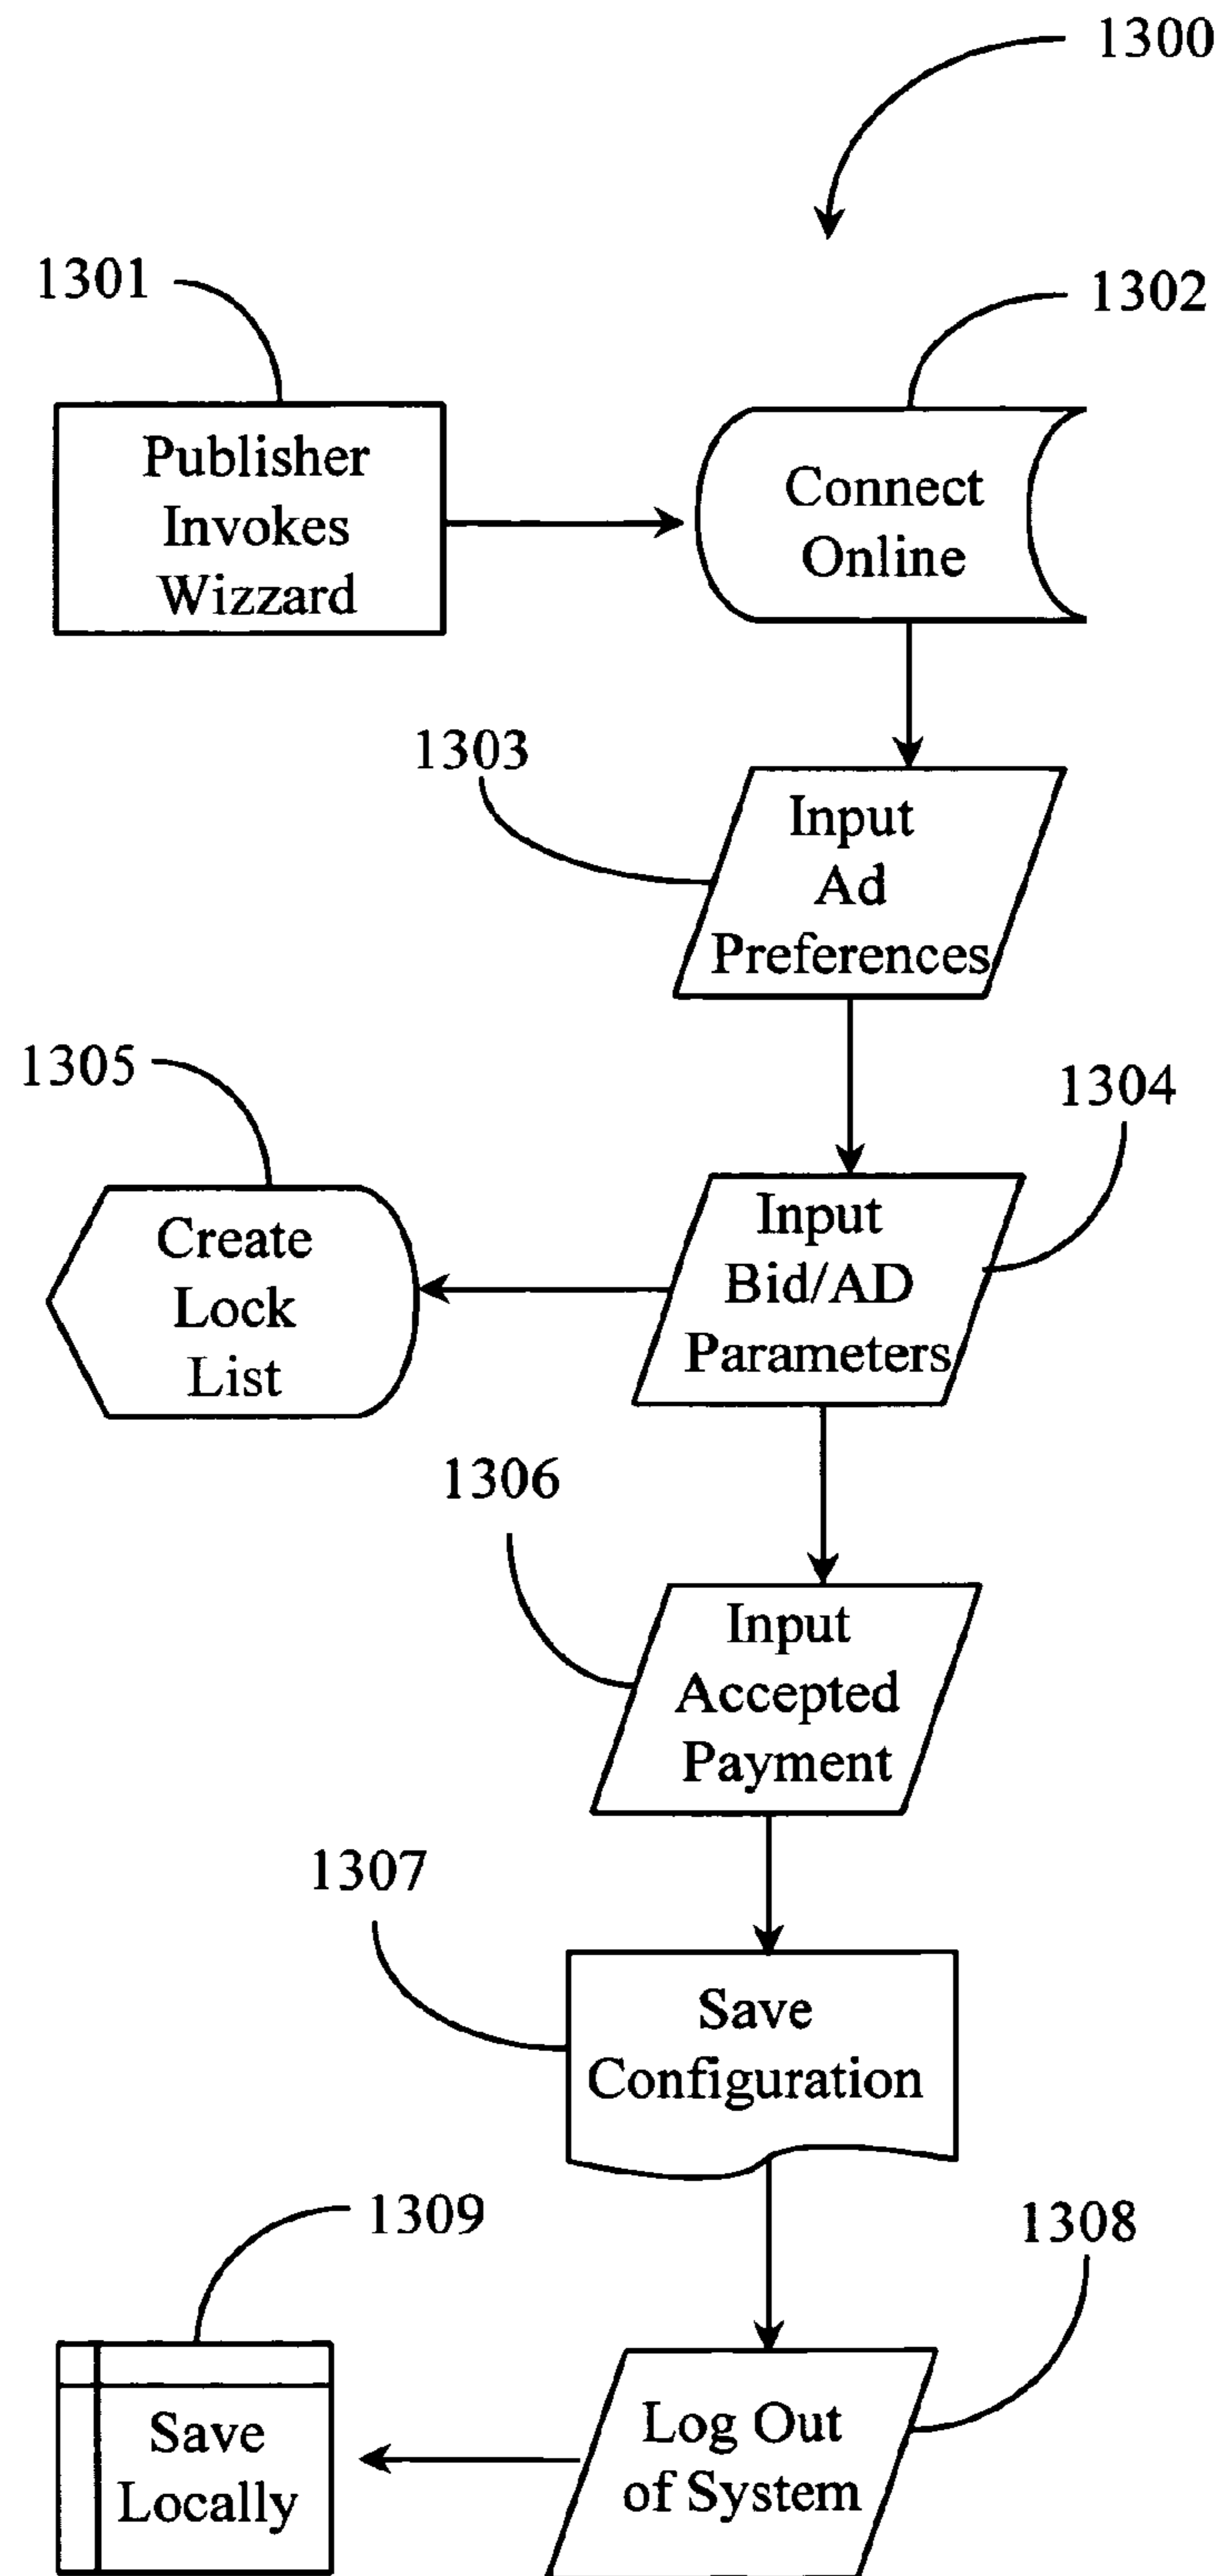 1300
1301
1302
Publisher
Invokes
Wizzard
Connect
Online
1303
Input
Ad
Preferences
1305
1304
Create
Lock
List
Input
Bid/AD
Parameters
1306
Input
Accepted
Payment
1307
Save
Configuration
1309
1308
Save
Locally
Log Out
of System